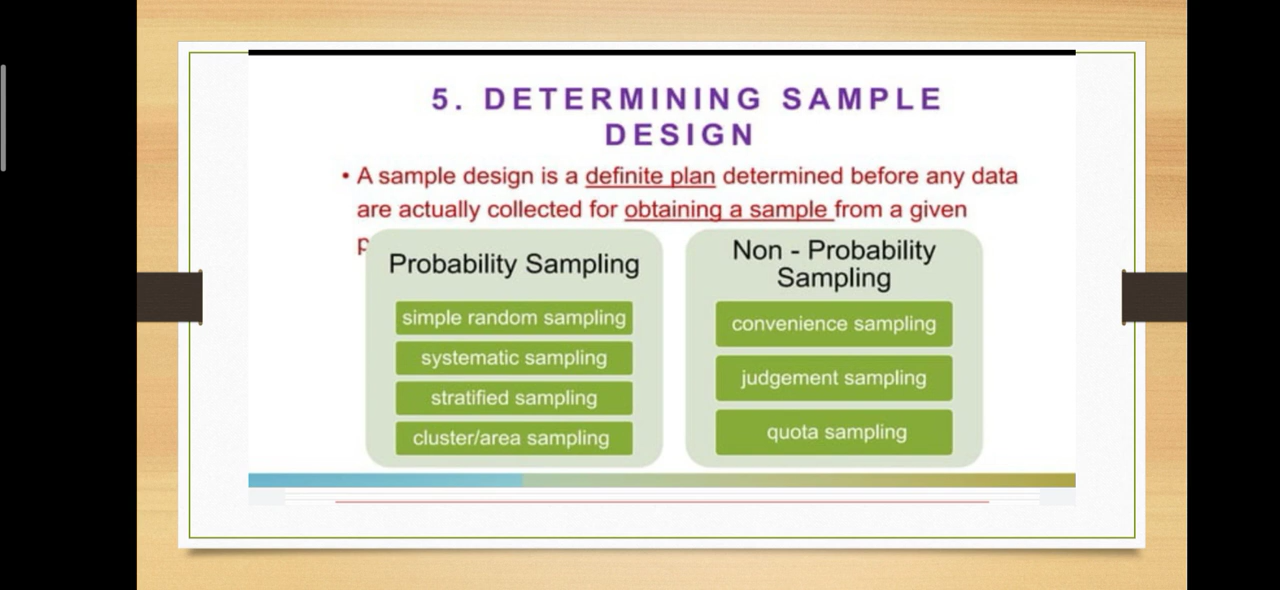 5. DETERMINING SAMPLE
DESIGN
• A sample design is a definite plan determined before any data
are actually collected for obtaining a sample from a given
Probability Sampling
simple random sampling
systematic sampling
stratified sampling
cluster/area sampling
Non - Probability
Sampling
convenience sampling
judgement sampling
quota sampling